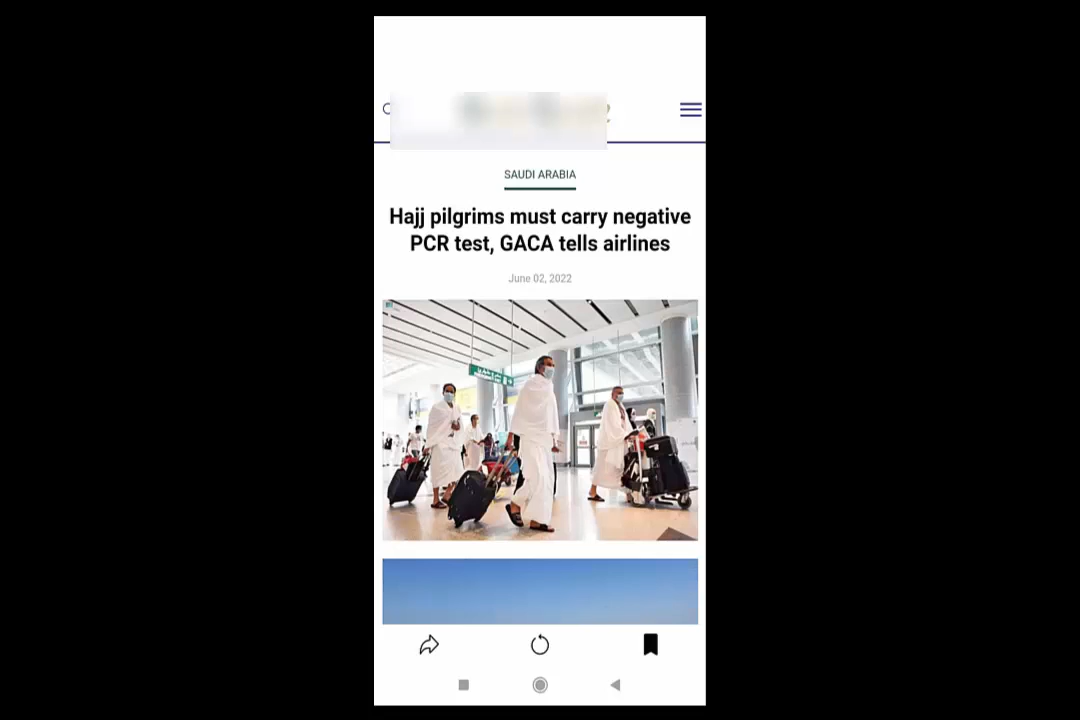 SAUDI ARABIA
Hajj pilgrims must carry negative
PCR test, GACA tells airlines
June 02, 2022